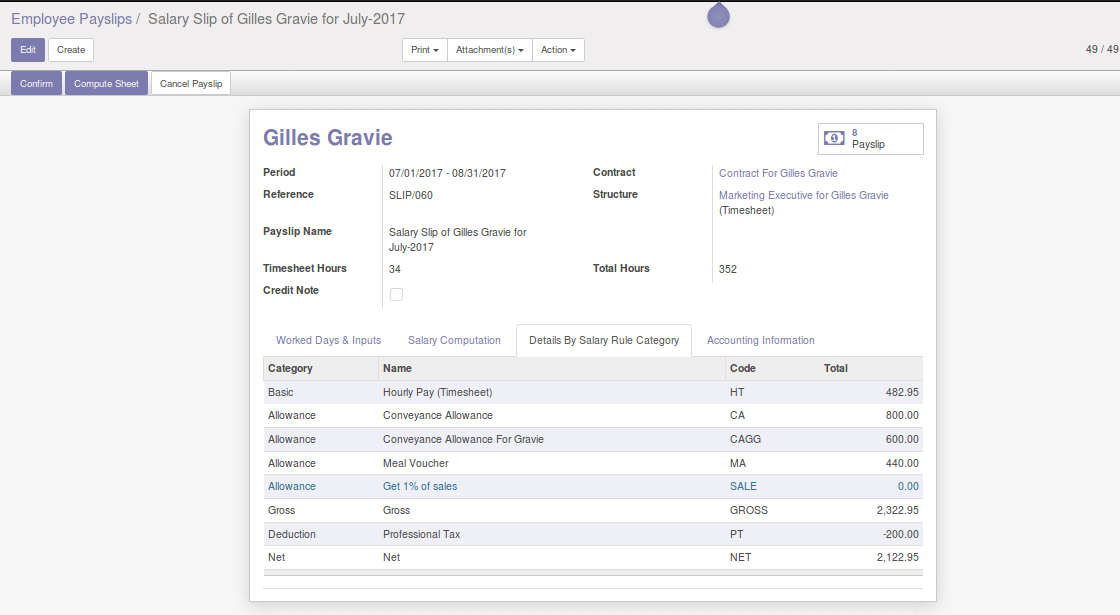 Employee Payslips / Salary Slip of Gilles Gravie for July-2017
Edit Create Print Attachment(s) Action 49 / 49
Confirm Compute Sheet Cancel Payslip
Gilles Gravie
8
Payslip
Period 07/01/2017 - 08/31/2017 Contract Contract For Gilles Gravie
Reference SLIP/060 Structure Marketing Executive for Gilles Gravie
(Timesheet)
Payslip Name Salary Slip of Gilles Gravie for
July-2017
Timesheet Hours 34 Total Hours 352
Credit Note
Worked Days & Inputs Salary Computation Details By Salary Rule Category Accounting Information
Category Name Code Total
Basic Hourly Pay (Timesheet) HT 482.95
Allowance Conveyance Allowance CA 800.00
Allowance Conveyance Allowance For Gravie CAGG 600.00
Allowance Meal Voucher MA 440.00
Allowance Get 1% of sales SALE 0.00
Gross Gross GROSS 2,322.95
Deduction Professional Tax PT -200.00
Net Net NET 2,122.95